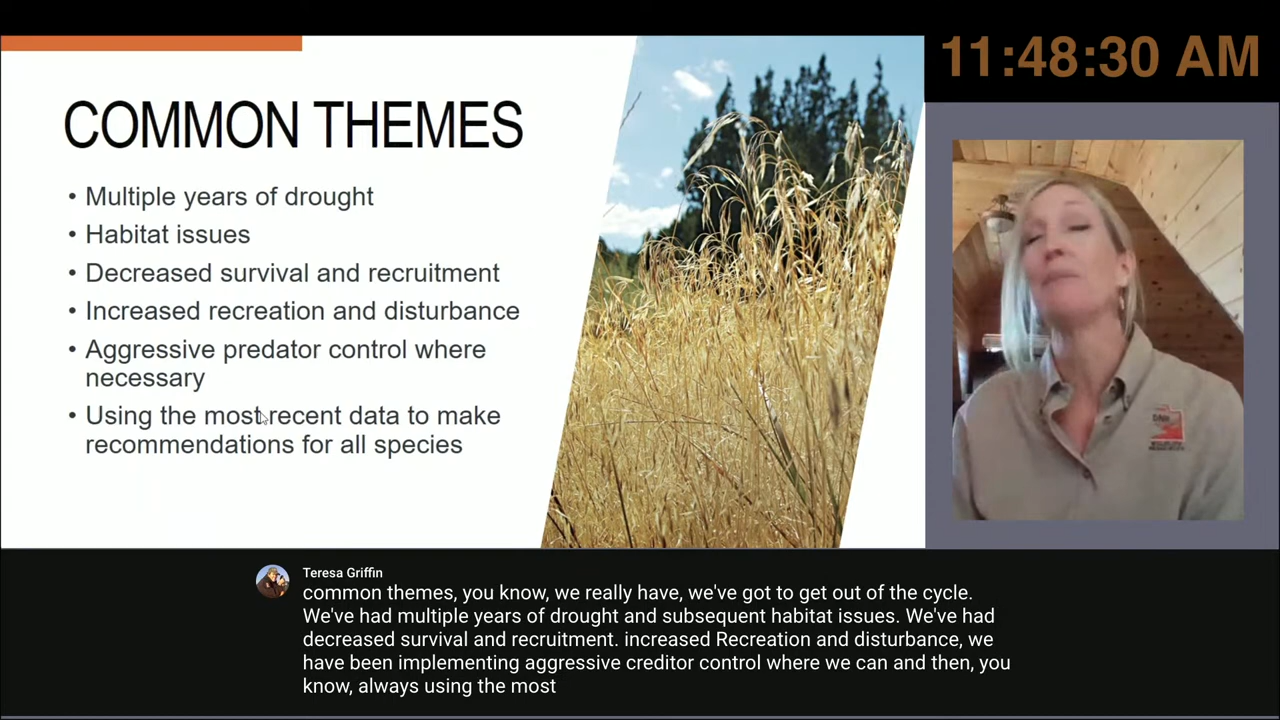 11:48:30 AM
COMMON THEMES
• Multiple years of drought
• Habitat issues
• Decreased survival and recruitment
• Increased recreation and disturbance
• Aggressive predator control where
necessary
• Using the most recent data to make
recommendations for all species
Teresa Griffin
common themes, you know, we really have, we've got to get out of the cycle.
We've had multiple years of drought and subsequent habitat issues. We've had
decreased survival and recruitment. increased Recreation and disturbance, we
have been implementing aggressive creditor control where we can and then, you
know, always using the most